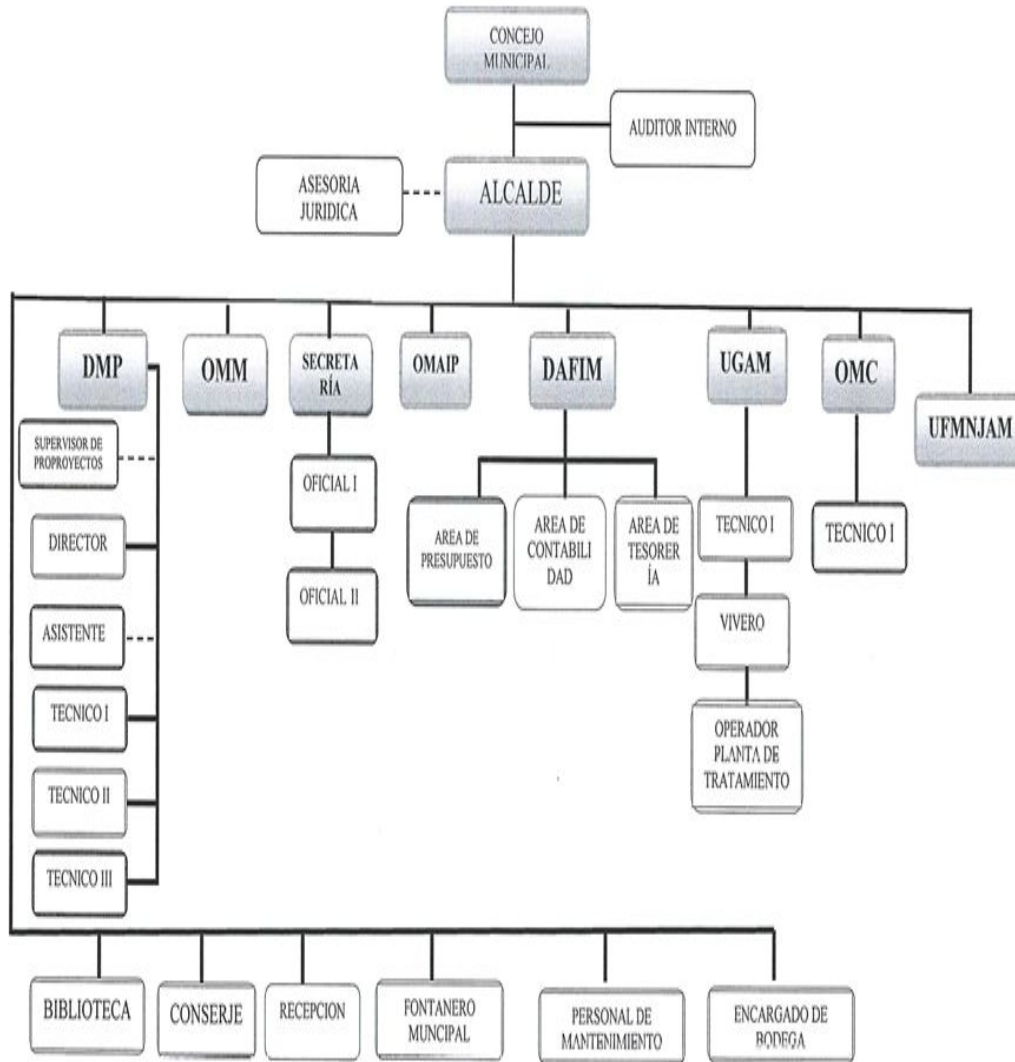 CONCEJO
MUNICIPAL
AUDITOR INTERNO
ASESORIA
JURIDICA
ALCALDE
DMP
OMM
SECRETA
RÍA
OMAIP
DAFIM
UGAM
OMC
UFMNJAM
SUPERVISOR DE
PROPROYECTOS
DIRECTOR
ASISTENTE
TECNICO I
TECNICO II
TECNICO III
OFICIAL I
OFICIAL II
AREA DE
PRESUPUESTO
AREA DE
CONTABILI
DAD
AREA DE
TESORER
ÍA
TECNICO I
VIVERO
OPERADOR
PLANTA DE
TRATAMIENTO
TECNICO I
BIBLIOTECA
CONSERJE
RECEPCION
FONTANERO
MUNCIPAL
PERSONAL DE
MANTENIMIENTO
ENCARGADO DE
BODEGA